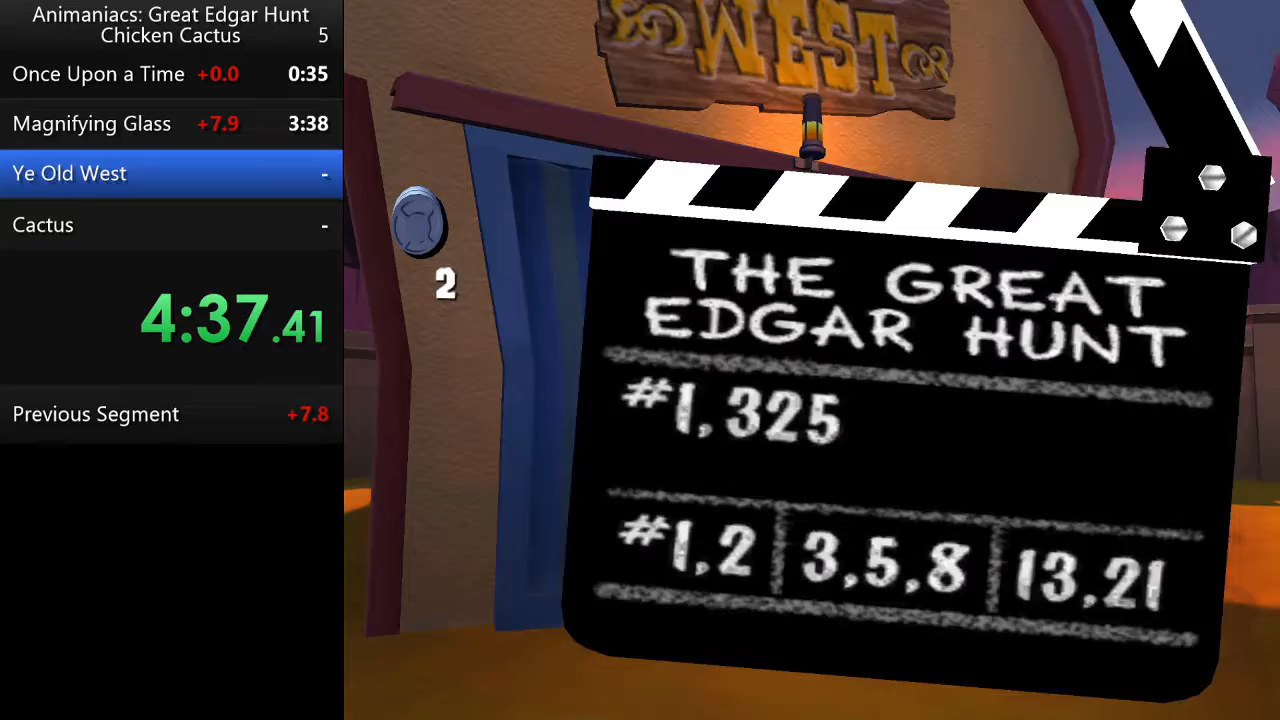 Animaniacs: Great Edgar Hunt
Chicken Cactus 5
Once Upon a Time +0.0 0:35
Magnifying Glass +7.9 3:38
Ye Old West -
Cactus -
4:37.41
Previous Segment +7.8
WEST
2
THE GREAT
EDGAR HUNT
#1,325
#1,2 3,5,8 13,21